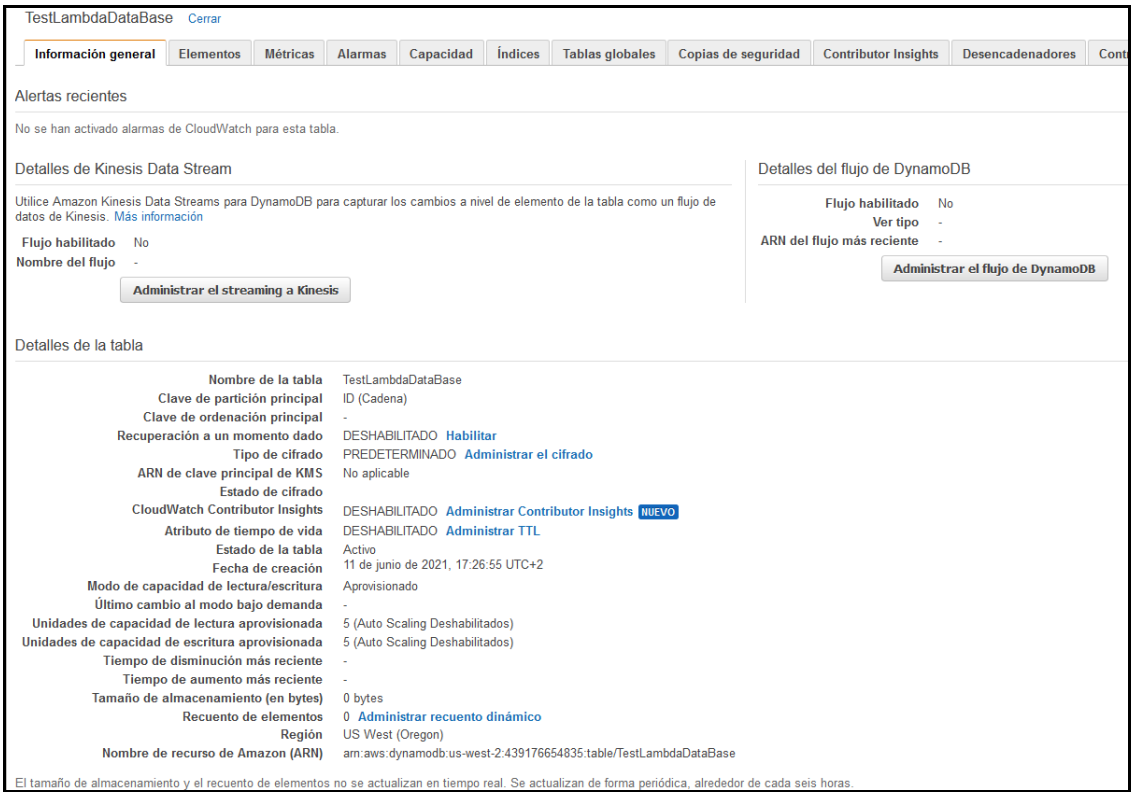 TestLambdaDataBase Cerrar
Información general Elementos Métricas Alarmas Capacidad Índices Tablas globales Copias de seguridad Contributor Insights Desencadenadores
Alertas recientes
No se han activado alarmas de CloudWatch para esta tabla.
Detalles de Kinesis Data Stream
Utilice Amazon Kinesis Data Streams para DynamoDB para capturar los cambios a nivel de elemento de la tabla como un flujo de
datos de Kinesis. Más información
Flujo habilitado No
Nombre del flujo -
Administrar el streaming a Kinesis
Detalles del flujo de DynamoDB
Flujo habilitado No
Ver tipo -
ARN del flujo más reciente -
Administrar el flujo de DynamoDB
Detalles de la tabla
Nombre de la tabla TestLambdaDataBase
Clave de partición principal ID (Cadena)
Clave de ordenación principal -
Recuperación a un momento dado DESHABILITADO Habilitar
Tipo de cifrado PREDETERMINADO Administrar el cifrado
ARN de clave principal de KMS No aplicable
Estado de cifrado
CloudWatch Contributor Insights DESHABILITADO Administrar Contributor Insights NUEVO
Atributo de tiempo de vida DESHABILITADO Administrar TTL
Estado de la tabla Activo
Fecha de creación 11 de junio de 2021, 17:26:55 UTC+2
Modo de capacidad de lectura/escritura Aprovisionado
Último cambio al modo bajo demanda -
Unidades de capacidad de lectura aprovisionada 5 (Auto Scaling Deshabilitados)
Unidades de capacidad de escritura aprovisionada 5 (Auto Scaling Deshabilitados)
Tiempo de disminución más reciente -
Tiempo de aumento más reciente -
Tamaño de almacenamiento (en bytes) 0 bytes
Recuento de elementos 0 Administrar recuento dinámico
Región US West (Oregon)
Nombre de recurso de Amazon (ARN) arn:aws:dynamodb:us-west-2:439176654835:table/TestLambdaDataBase
El tamaño de almacenamiento y el recuento de elementos no se actualizan en tiempo real. Se actualizan de forma periódica, alrededor de cada seis horas.